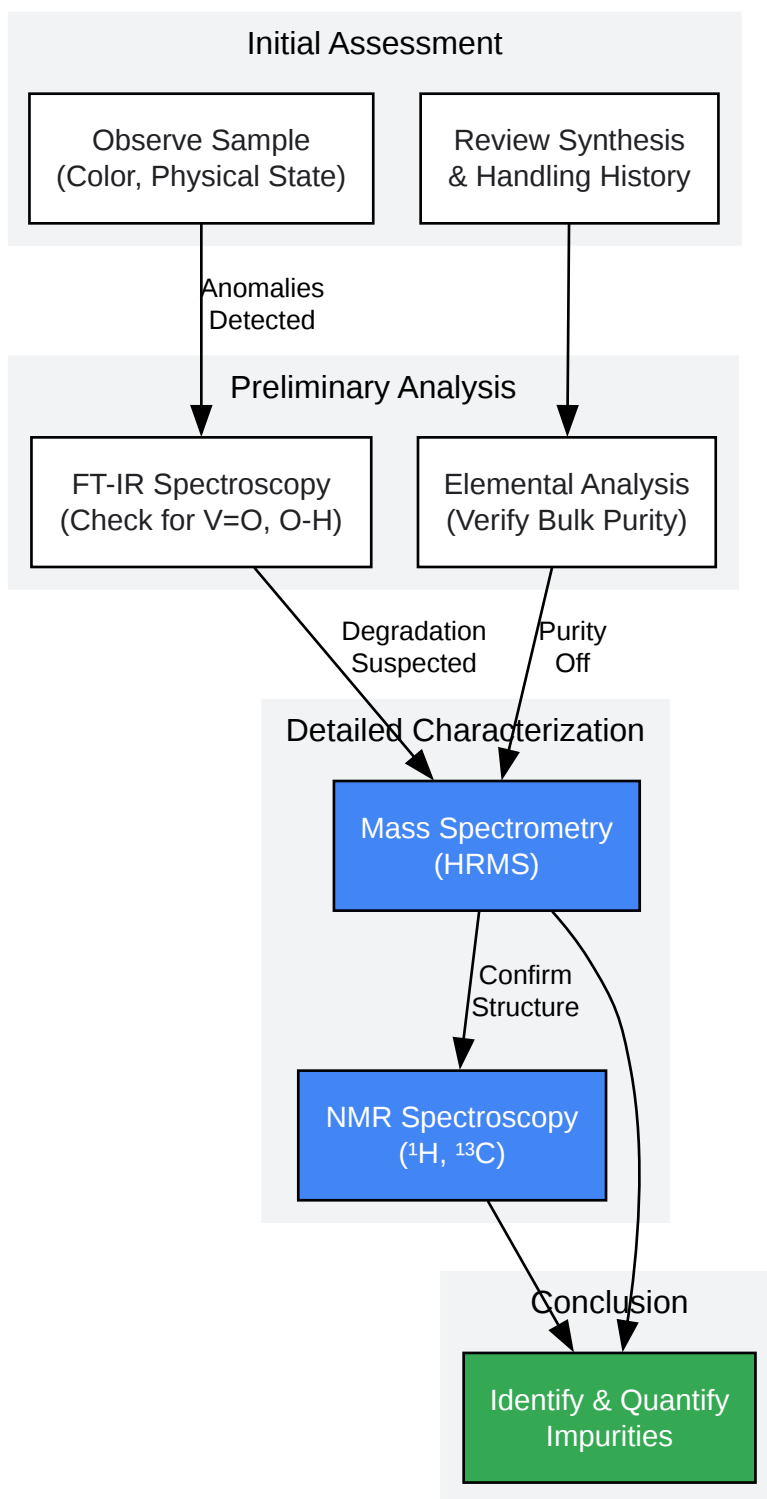 Initial Assessment
Observe Sample
(Color, Physical State)
Review Synthesis
& Handling History
Anomalies
Detected
Preliminary Analysis
FT-IR Spectroscopy
(Check for V=O, O-H)
Elemental Analysis
(Verify Bulk Purity)
Degradation
Suspected
Purity
Off
Detailed Characterization
Mass Spectrometry
(HRMS)
Confirm
Structure
NMR Spectroscopy
(¹H, ¹³C)
Conclusion
Identify & Quantify
Impurities